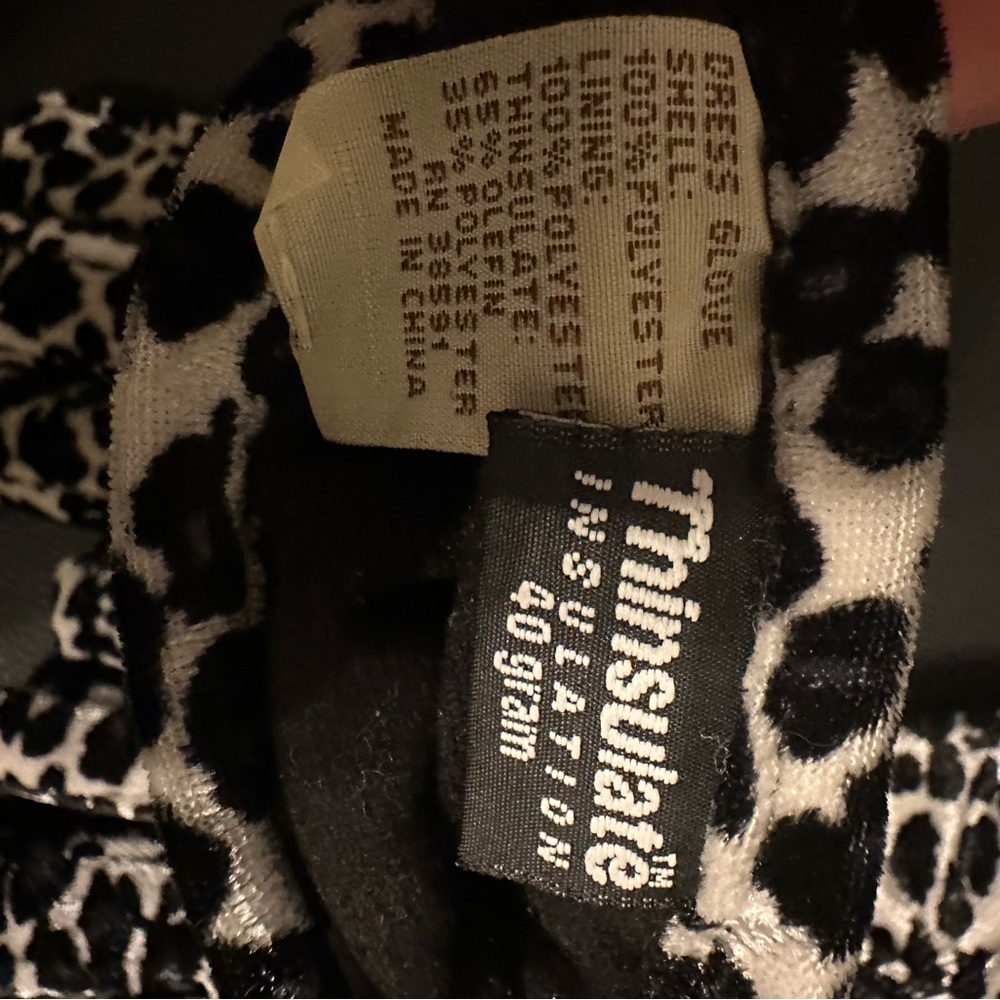 DRESS GLOVE
SHELL:
100%POLYESTER
LINING:
100%POLYESTER
THINSULATE:
65% OLEFIN
35% POLYESTER
RN 38591
MADE IN CHINA
Thinsulate™
INSULATION
40 gram